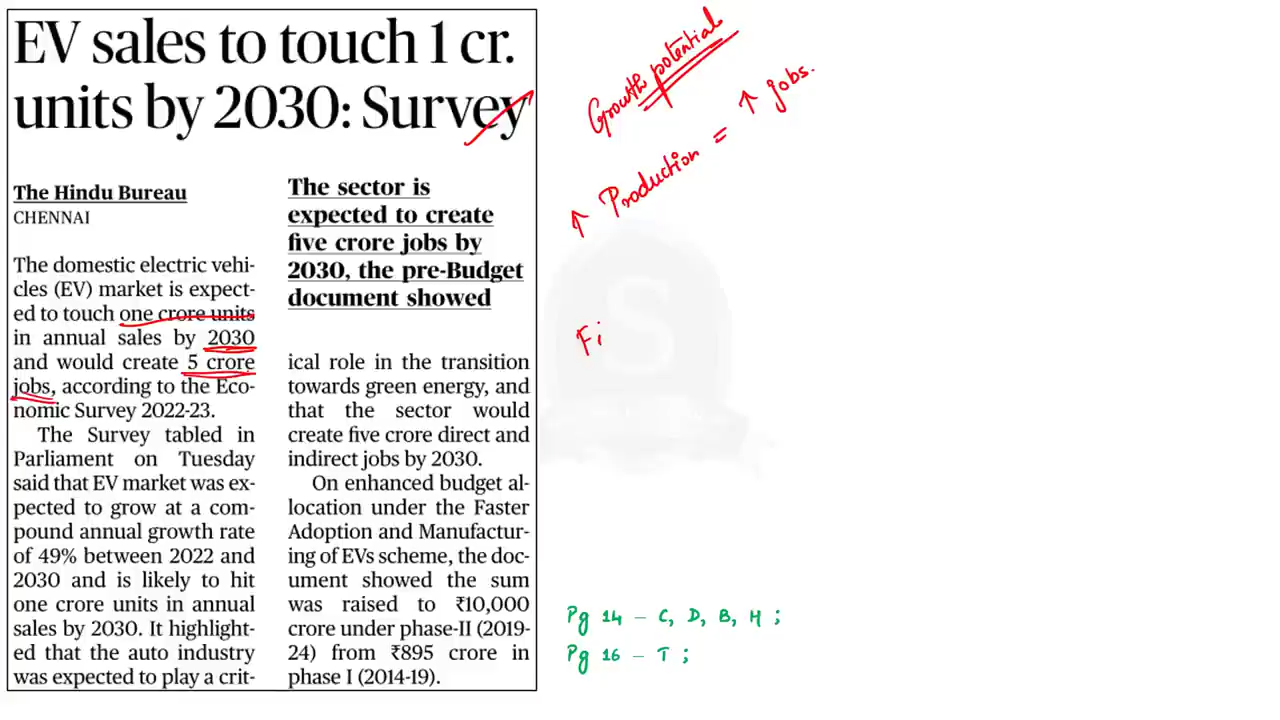 EV sales to touch 1 cr.
units by 2030: Survey
The Hindu Bureau
CHENNAI
The domestic electric vehi-
cles (EV) market is expect-
ed to touch one crore units
in annual sales by 2030
and would create 5 crore
jobs, according to the Eco-
nomic Survey 2022-23.
The Survey tabled in
Parliament on Tuesday
said that EV market was ex-
pected to grow at a com-
pound annual growth rate
of 49% between 2022 and
2030 and is likely to hit
one crore units in annual
sales by 2030. It highlight-
ed that the auto industry
was expected to play a crit-
The sector is
expected to create
five crore jobs by
2030, the pre-Budget
document showed
ical role in the transition
towards green energy, and
that the sector would
create five crore direct and
indirect jobs by 2030.
On enhanced budget al-
location under the Faster
Adoption and Manufactur-
ing of EVs scheme, the doc-
ument showed the sum
was raised to ₹10,000
crore under phase-II (2019-
24) from ₹895 crore in
phase I (2014-19).
Growth potential
↑ Production = ↑ jobs.
Fi
Pg 14 - C, D, B, H ;
Pg 16 - T ;